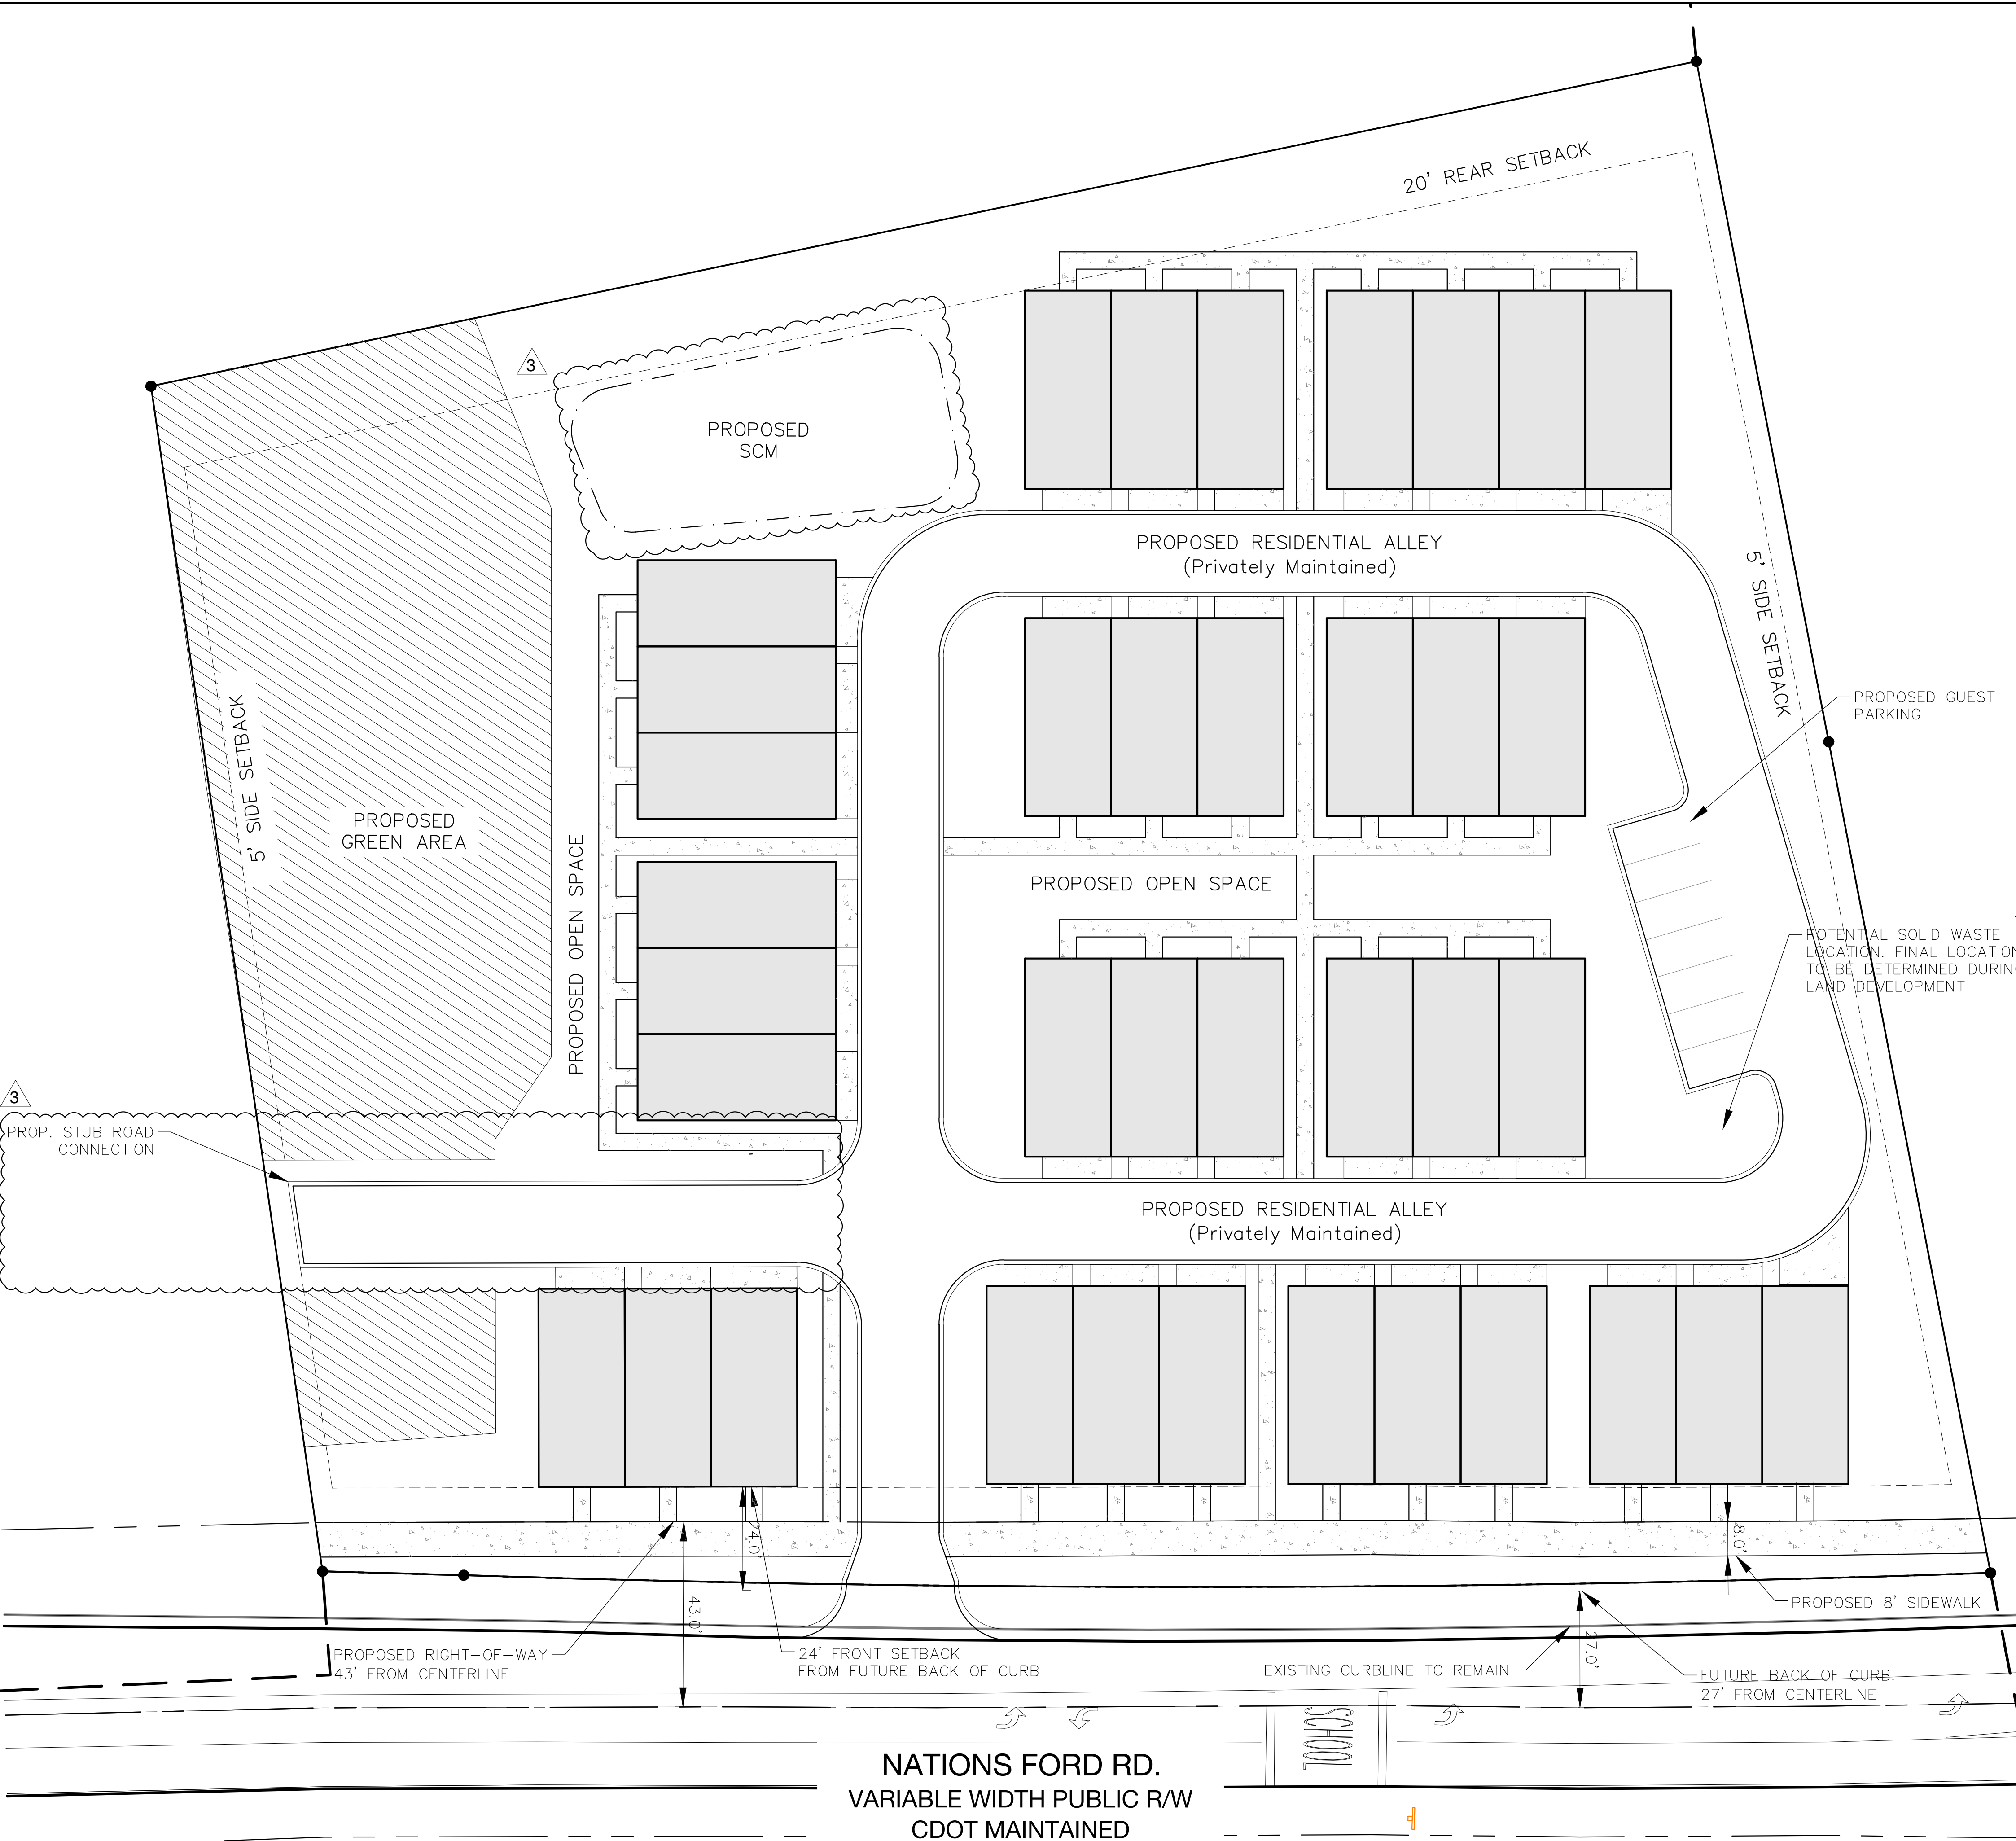 20' REAR SETBACK
3
PROPOSED
SCM
PROPOSED RESIDENTIAL ALLEY
(Privately Maintained)
5' SIDE SETBACK
PROPOSED GUEST
PARKING
5' SIDE SETBACK
PROPOSED
GREEN AREA
PROPOSED OPEN SPACE
PROPOSED OPEN SPACE
POTENTIAL SOLID WASTE
LOCATION. FINAL LOCATION
TO BE DETERMINED DURING
LAND DEVELOPMENT
3
PROP. STUB ROAD
CONNECTION
PROPOSED RESIDENTIAL ALLEY
(Privately Maintained)
24.0'
8.0'
43.0'
27.0'
PROPOSED 8' SIDEWALK
PROPOSED RIGHT-OF-WAY
43' FROM CENTERLINE
24' FRONT SETBACK
FROM FUTURE BACK OF CURB
EXISTING CURBLINE TO REMAIN
FUTURE BACK OF CURB.
27' FROM CENTERLINE
SCHOOL
NATIONS FORD RD.
VARIABLE WIDTH PUBLIC R/W
CDOT MAINTAINED